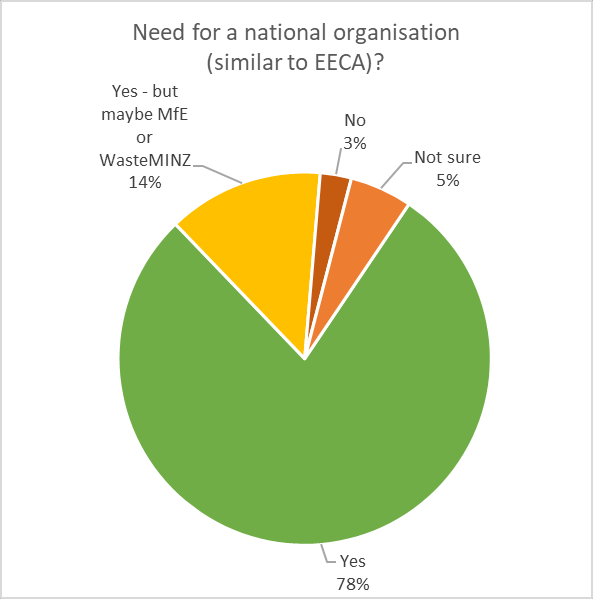 Need for a national organisation
(similar to EECA)?
Yes - but
maybe MfE
or
WasteMINZ
14%
No
3%
Not sure
5%
Yes
78%